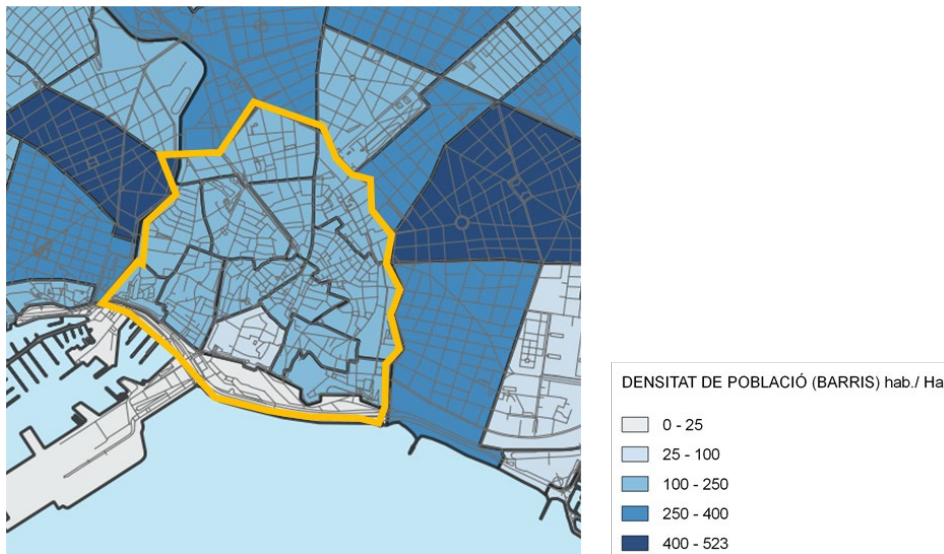 DENSITAT DE POBLACIÓ (BARRIS) hab./ Ha
0 - 25
25 - 100
100 - 250
250 - 400
400 - 523